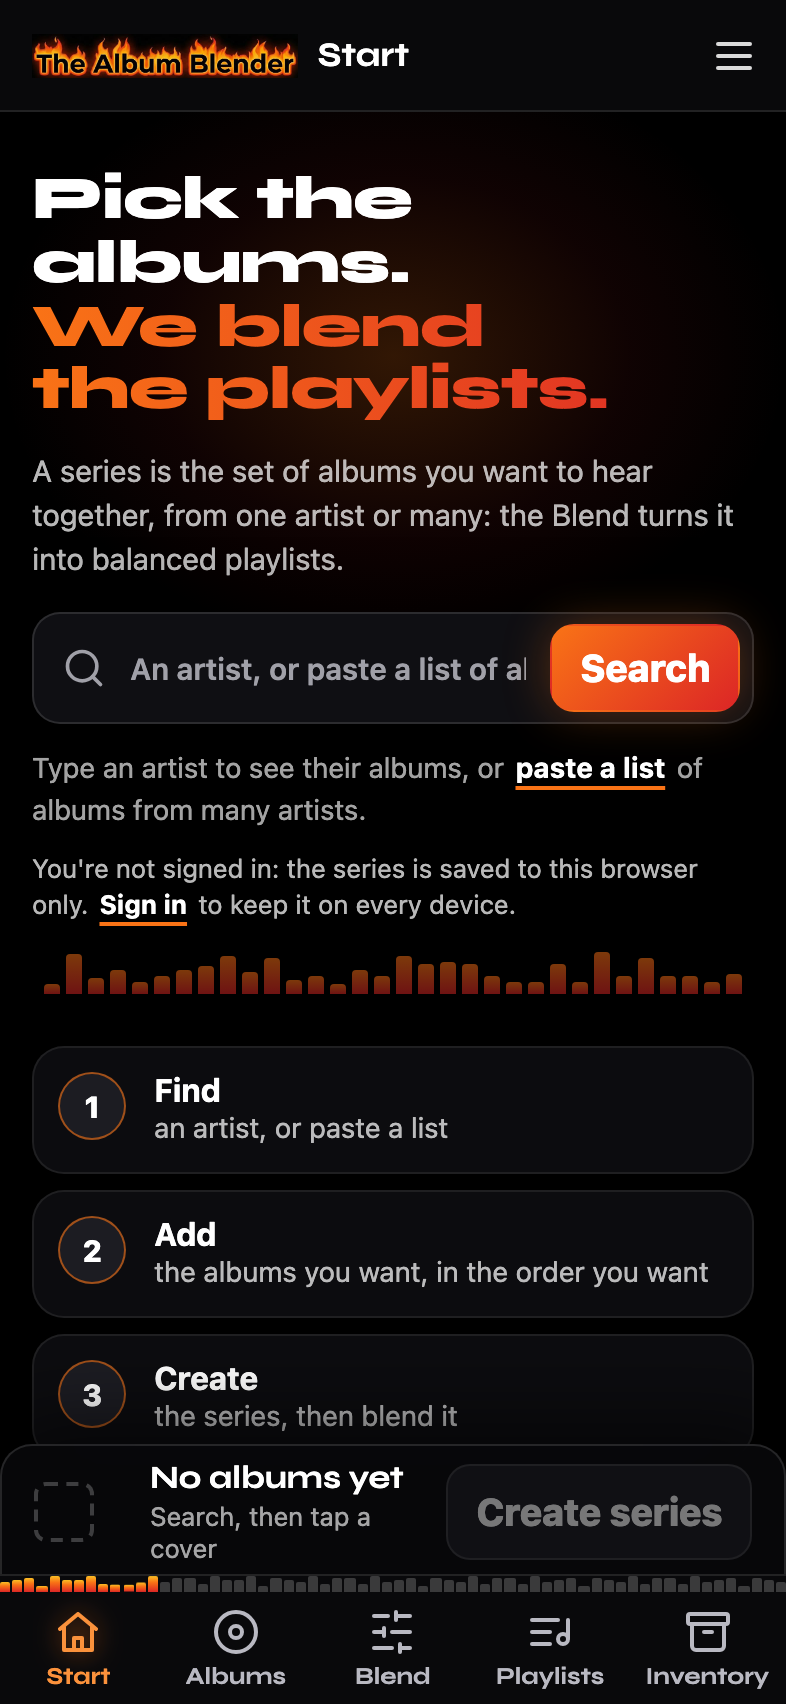 The Album Blender
Start
Pick the
albums.
We blend
the playlists.
A series is the set of albums you want to hear
together, from one artist or many: the Blend turns it
into balanced playlists.
An artist, or paste a list of al
Search
Type an artist to see their albums, or paste a list of
albums from many artists.
You're not signed in: the series is saved to this browser
only. Sign in to keep it on every device.
1
Find
an artist, or paste a list
2
Add
the albums you want, in the order you want
3
Create
the series, then blend it
No albums yet
Search, then tap a
cover
Create series
Start
Albums
Blend
Playlists
Inventory